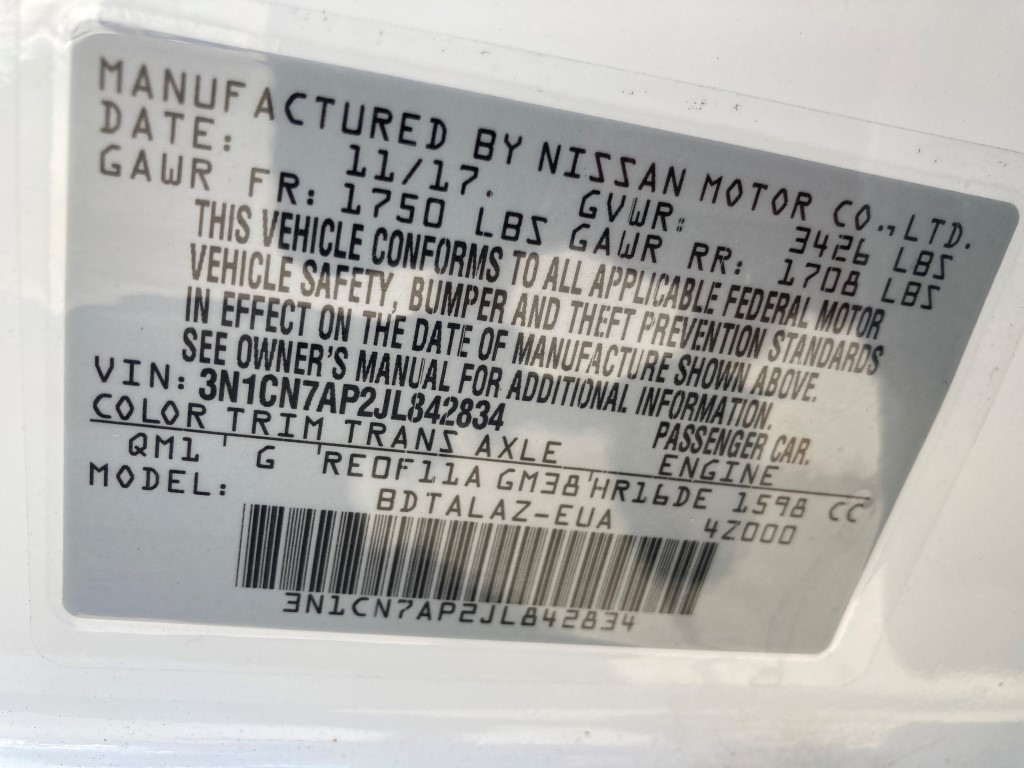 MANUFACTURED BY NISSAN MOTOR CO.,LTD.
DATE: 11/17. GVWR: 3426 LBS
GAWR FR: 1750 LBS GAWR RR: 1708 LBS
THIS VEHICLE CONFORMS TO ALL APPLICABLE FEDERAL MOTOR
VEHICLE SAFETY, BUMPER AND THEFT PREVENTION STANDARDS
IN EFFECT ON THE DATE OF MANUFACTURE SHOWN ABOVE.
SEE OWNER'S MANUAL FOR ADDITIONAL INFORMATION.
VIN: 3N1CN7AP2JL842834 PASSENGER CAR.
COLOR TRIM TRANS AXLE ENGINE
QM1 G RE0F11A GM38 HR16DE 1598 CC
MODEL: BDTALAZ-EUA 4Z000
3N1CN7AP2JL842834